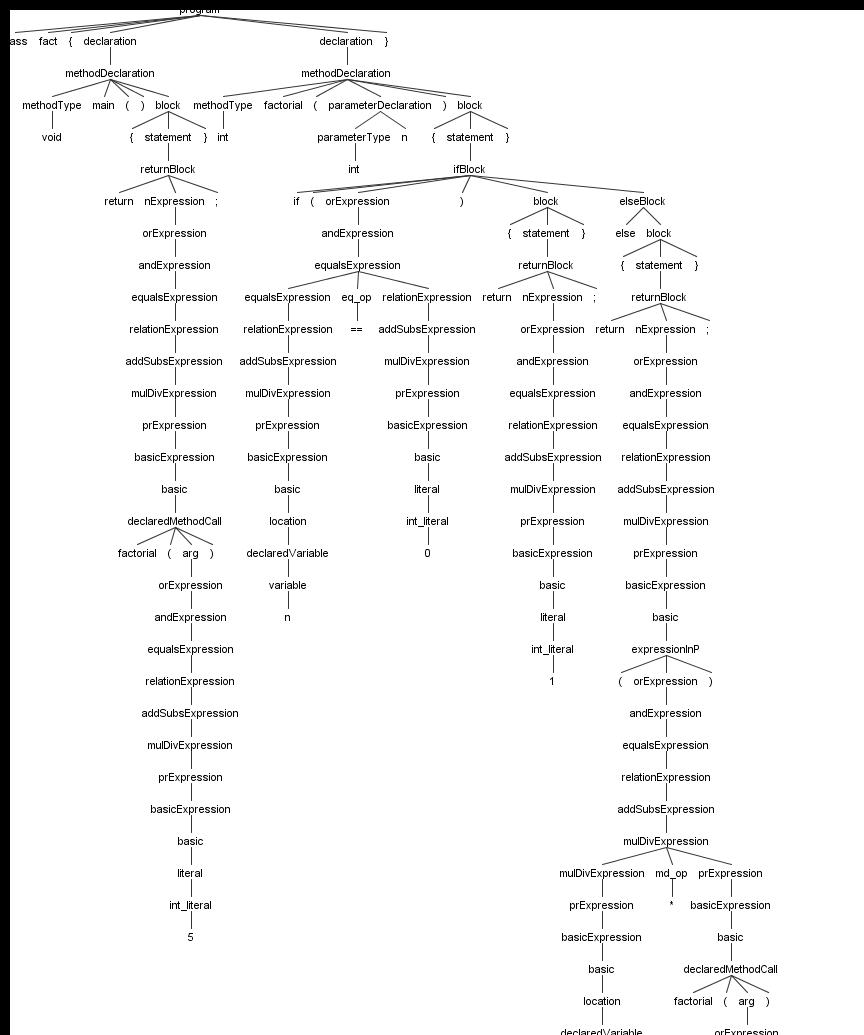 program
ass fact { declaration declaration }
methodDeclaration methodDeclaration
methodType main ( ) block methodType factorial ( parameterDeclaration ) block
void { statement } int parameterType n { statement }
returnBlock int ifBlock
return nExpression ; if ( orExpression ) block elseBlock
orExpression andExpression { statement } else block
andExpression equalsExpression returnBlock { statement }
equalsExpression equalsExpression eq_op relationExpression return nExpression ; returnBlock
relationExpression relationExpression == addSubsExpression orExpression return nExpression ;
addSubsExpression addSubsExpression mulDivExpression andExpression orExpression
mulDivExpression mulDivExpression prExpression equalsExpression andExpression
prExpression prExpression basicExpression relationExpression equalsExpression
basicExpression basicExpression basic addSubsExpression relationExpression
basic basic literal mulDivExpression addSubsExpression
declaredMethodCall location int_literal prExpression mulDivExpression
factorial ( arg ) declaredVariable 0 basicExpression prExpression
orExpression variable basic basicExpression
andExpression n literal basic
equalsExpression int_literal expressionInP
relationExpression 1 ( orExpression )
addSubsExpression andExpression
mulDivExpression equalsExpression
prExpression relationExpression
basicExpression addSubsExpression
basic mulDivExpression
literal mulDivExpression md_op prExpression
int_literal prExpression * basicExpression
5 basicExpression basic
basic declaredMethodCall
location factorial ( arg )
declaredVariable orExpression